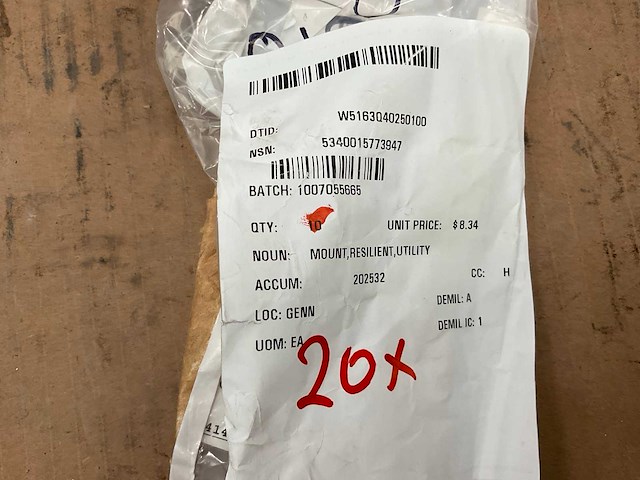 DTID: W5163Q40250100
NSN: 5340015773947
BATCH: 1007055665
QTY: 10 UNIT PRICE: $ 8.34
NOUN: MOUNT,RESILIENT,UTILITY
ACCUM: 202532 CC: H
LOC: GENN DEMIL: A
UOM: EA DEMIL IC: 1
20x
414